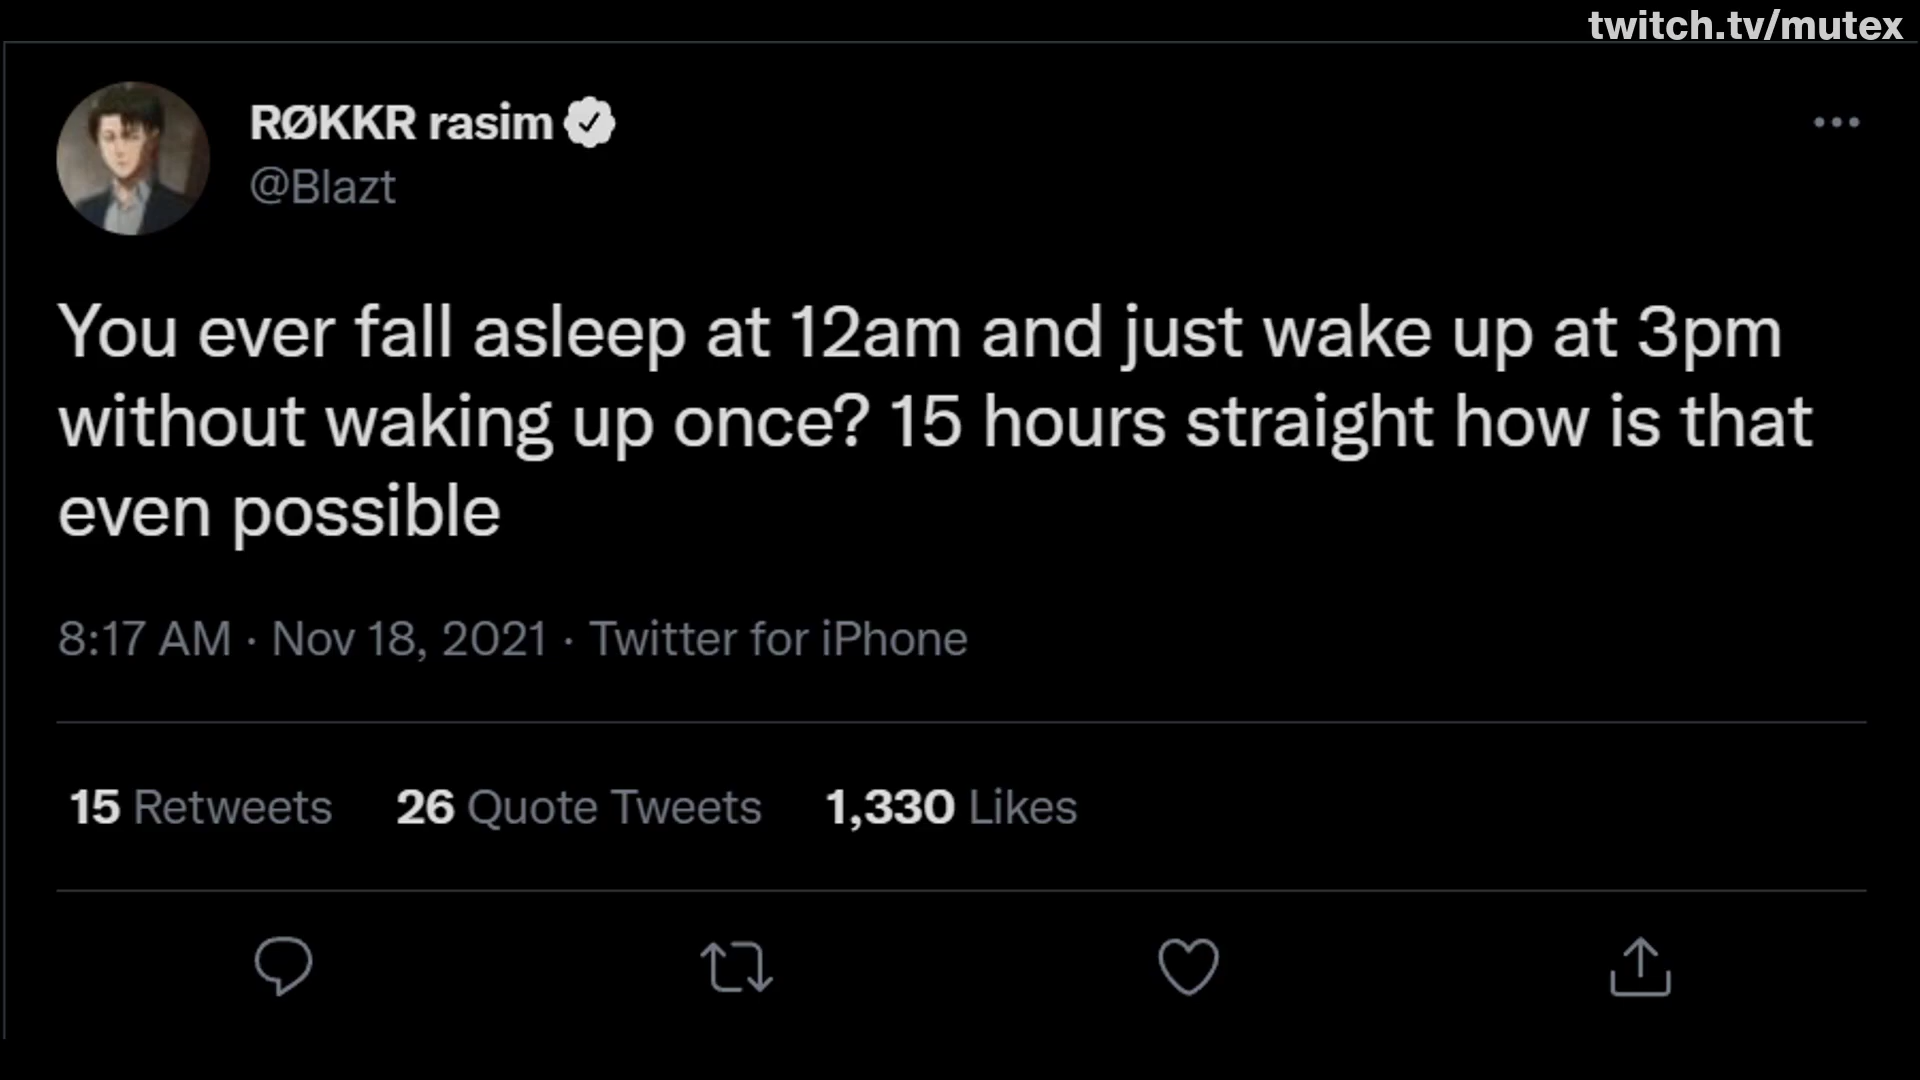 twitch.tv/mutex
RØKKR rasim
@Blazt
You ever fall asleep at 12am and just wake up at 3pm
without waking up once? 15 hours straight how is that
even possible
8:17 AM · Nov 18, 2021 · Twitter for iPhone
15 Retweets 26 Quote Tweets 1,330 Likes